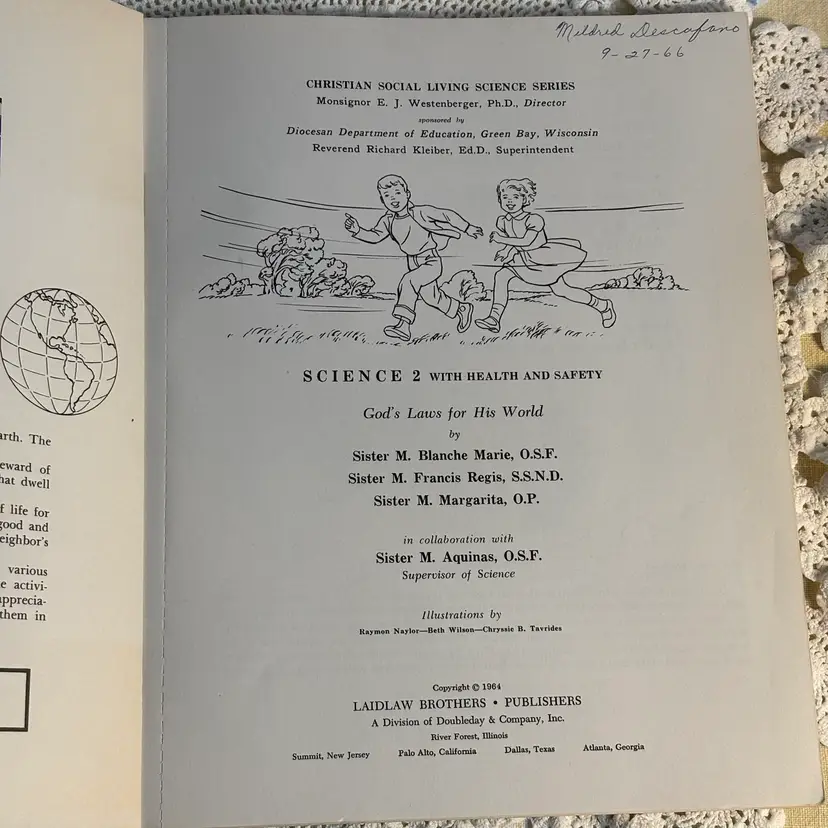 arth. The
eward of
hat dwell
f life for
good and
eighbor's
various
e activi-
apprecia-
them in
Mildred Descafano
9-27-66
CHRISTIAN SOCIAL LIVING SCIENCE SERIES
Monsignor E. J. Westenberger, Ph.D., Director
sponsored by
Diocesan Department of Education, Green Bay, Wisconsin
Reverend Richard Kleiber, Ed.D., Superintendent
SCIENCE 2 WITH HEALTH AND SAFETY
God's Laws for His World
by
Sister M. Blanche Marie, O.S.F.
Sister M. Francis Regis, S.S.N.D.
Sister M. Margarita, O.P.
in collaboration with
Sister M. Aquinas, O.S.F.
Supervisor of Science
Illustrations by
Raymon Naylor—Beth Wilson—Chryssie B. Tavrides
Copyright © 1964
LAIDLAW BROTHERS • PUBLISHERS
A Division of Doubleday & Company, Inc.
River Forest, Illinois
Summit, New Jersey Palo Alto, California Dallas, Texas Atlanta, Georgia